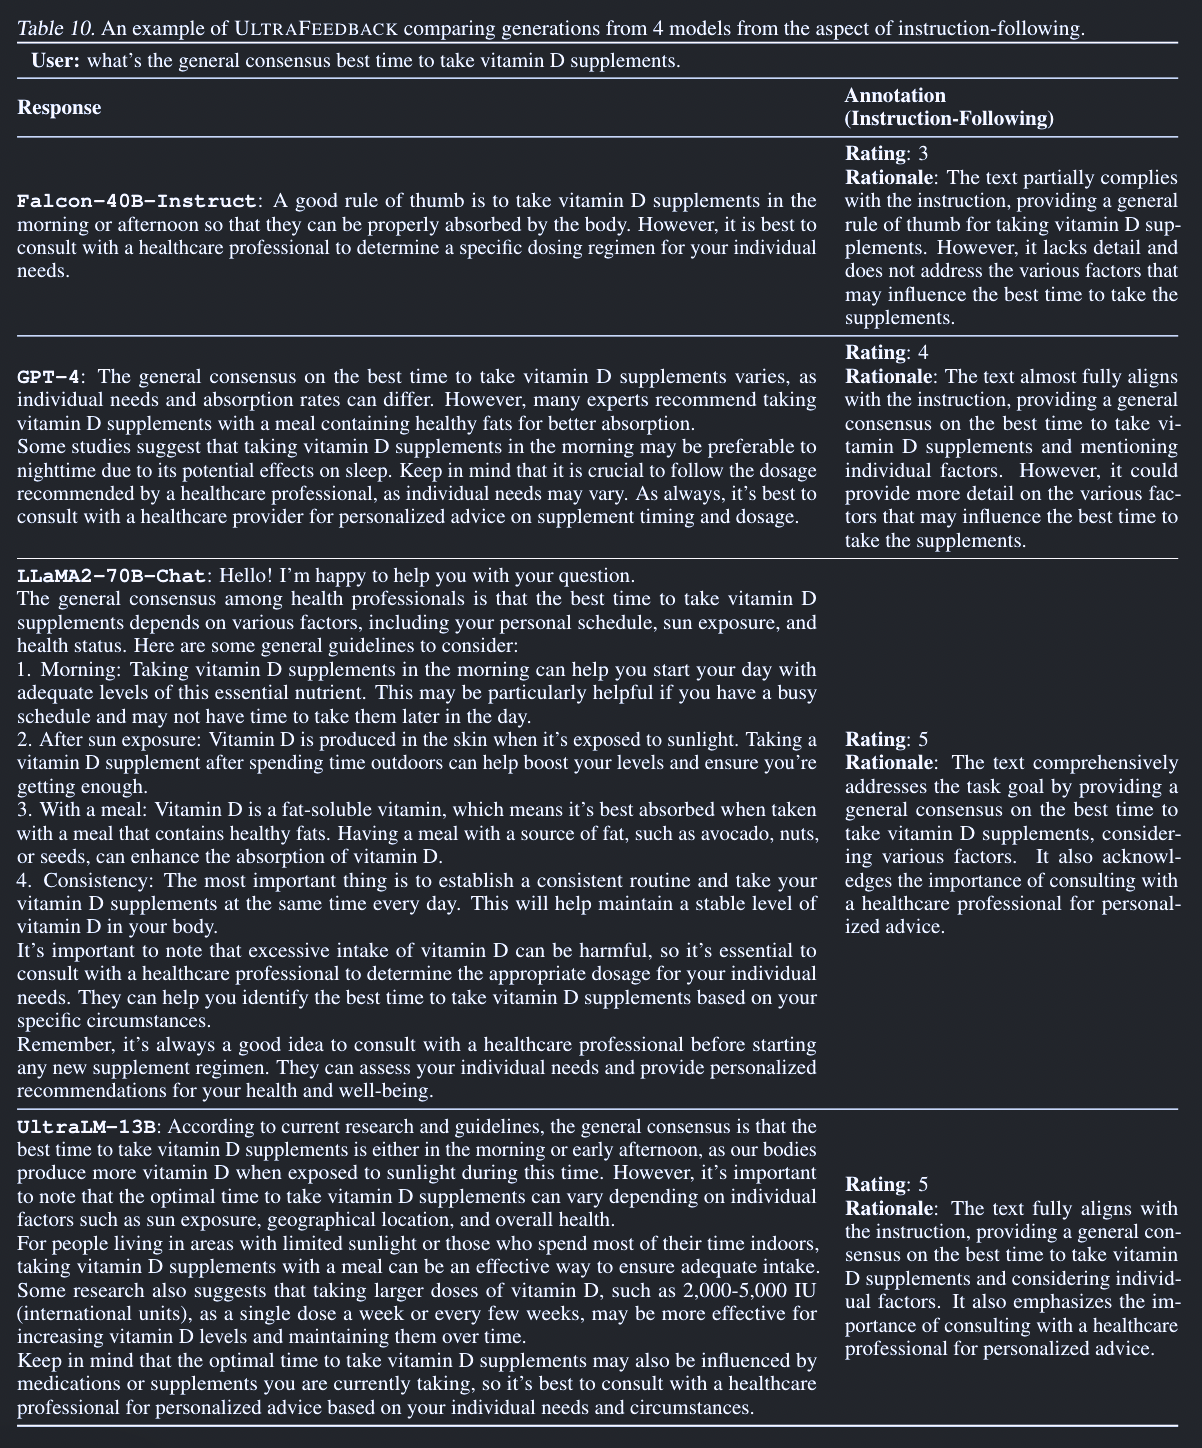 Table 10. An example of ULTRAFEEDBACK comparing generations from 4 models from the aspect of instruction-following.
User: what's the general consensus best time to take vitamin D supplements.
Response
Annotation
(Instruction-Following)
Falcon-40B-Instruct: A good rule of thumb is to take vitamin D supplements in the
morning or afternoon so that they can be properly absorbed by the body. However, it is best to
consult with a healthcare professional to determine a specific dosing regimen for your individual
needs.
Rating: 3
Rationale: The text partially complies
with the instruction, providing a general
rule of thumb for taking vitamin D sup-
plements. However, it lacks detail and
does not address the various factors that
may influence the best time to take the
supplements.
GPT-4: The general consensus on the best time to take vitamin D supplements varies, as
individual needs and absorption rates can differ. However, many experts recommend taking
vitamin D supplements with a meal containing healthy fats for better absorption.
Some studies suggest that taking vitamin D supplements in the morning may be preferable to
nighttime due to its potential effects on sleep. Keep in mind that it is crucial to follow the dosage
recommended by a healthcare professional, as individual needs may vary. As always, it's best to
consult with a healthcare provider for personalized advice on supplement timing and dosage.
Rating: 4
Rationale: The text almost fully aligns
with the instruction, providing a general
consensus on the best time to take vi-
tamin D supplements and mentioning
individual factors. However, it could
provide more detail on the various fac-
tors that may influence the best time to
take the supplements.
LLaMA2-70B-Chat: Hello! I'm happy to help you with your question.
The general consensus among health professionals is that the best time to take vitamin D
supplements depends on various factors, including your personal schedule, sun exposure, and
health status. Here are some general guidelines to consider:
1. Morning: Taking vitamin D supplements in the morning can help you start your day with
adequate levels of this essential nutrient. This may be particularly helpful if you have a busy
schedule and may not have time to take them later in the day.
2. After sun exposure: Vitamin D is produced in the skin when it's exposed to sunlight. Taking a
vitamin D supplement after spending time outdoors can help boost your levels and ensure you're
getting enough.
3. With a meal: Vitamin D is a fat-soluble vitamin, which means it's best absorbed when taken
with a meal that contains healthy fats. Having a meal with a source of fat, such as avocado, nuts,
or seeds, can enhance the absorption of vitamin D.
4. Consistency: The most important thing is to establish a consistent routine and take your
vitamin D supplements at the same time every day. This will help maintain a stable level of
vitamin D in your body.
It's important to note that excessive intake of vitamin D can be harmful, so it's essential to
consult with a healthcare professional to determine the appropriate dosage for your individual
needs. They can help you identify the best time to take vitamin D supplements based on your
specific circumstances.
Remember, it's always a good idea to consult with a healthcare professional before starting
any new supplement regimen. They can assess your individual needs and provide personalized
recommendations for your health and well-being.
Rating: 5
Rationale: The text comprehensively
addresses the task goal by providing a
general consensus on the best time to
take vitamin D supplements, consider-
ing various factors. It also acknowl-
edges the importance of consulting with
a healthcare professional for personal-
ized advice.
UltraLM-13B: According to current research and guidelines, the general consensus is that the
best time to take vitamin D supplements is either in the morning or early afternoon, as our bodies
produce more vitamin D when exposed to sunlight during this time. However, it's important
to note that the optimal time to take vitamin D supplements can vary depending on individual
factors such as sun exposure, geographical location, and overall health.
For people living in areas with limited sunlight or those who spend most of their time indoors,
taking vitamin D supplements with a meal can be an effective way to ensure adequate intake.
Some research also suggests that taking larger doses of vitamin D, such as 2,000-5,000 IU
(international units), as a single dose a week or every few weeks, may be more effective for
increasing vitamin D levels and maintaining them over time.
Keep in mind that the optimal time to take vitamin D supplements may also be influenced by
medications or supplements you are currently taking, so it's best to consult with a healthcare
professional for personalized advice based on your individual needs and circumstances.
Rating: 5
Rationale: The text fully aligns with
the instruction, providing a general con-
sensus on the best time to take vitamin
D supplements and considering individ-
ual factors. It also emphasizes the im-
portance of consulting with a healthcare
professional for personalized advice.